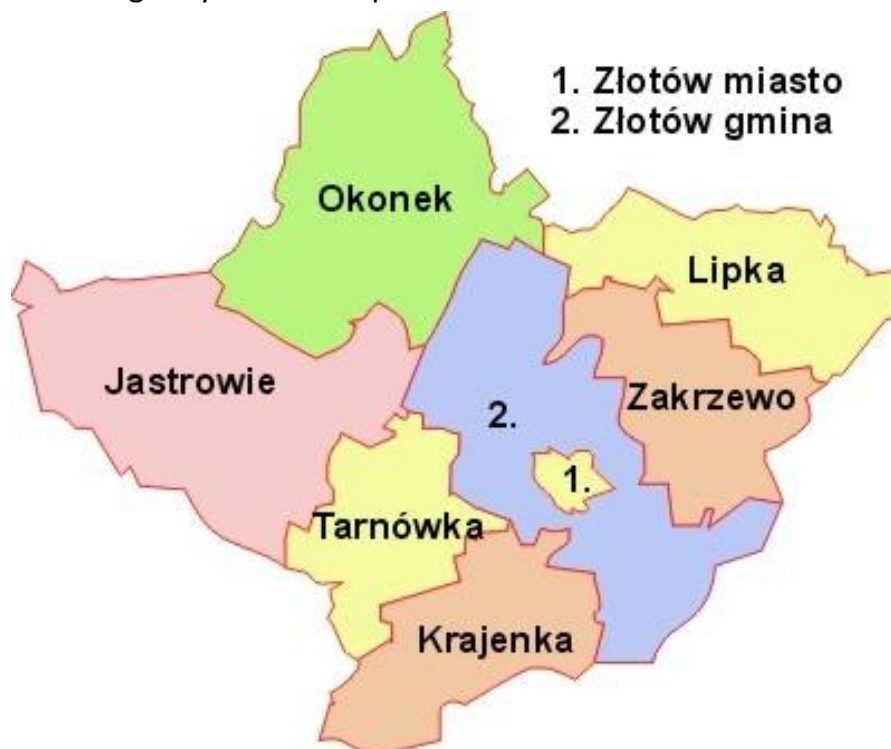 1. Złotów miasto
2. Złotów gmina
Okonek
Lipka
Jastrowie
Zakrzewo
2.
1.
Tarnówka
Krajenka